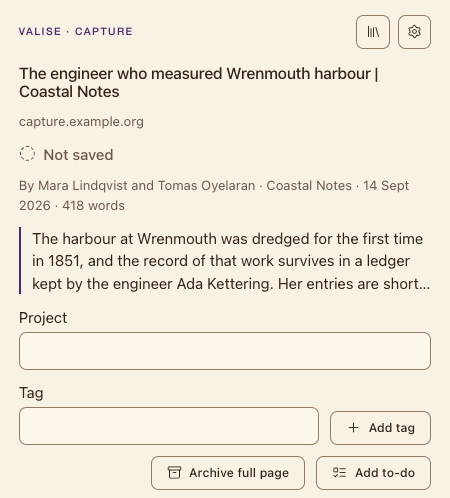 VALISE · CAPTURE
The engineer who measured Wrenmouth harbour |
Coastal Notes
capture.example.org
Not saved
By Mara Lindqvist and Tomas Oyelaran · Coastal Notes · 14 Sept
2026 · 418 words
The harbour at Wrenmouth was dredged for the first time
in 1851, and the record of that work survives in a ledger
kept by the engineer Ada Kettering. Her entries are short...
Project
Tag
Add tag
Archive full page
Add to-do